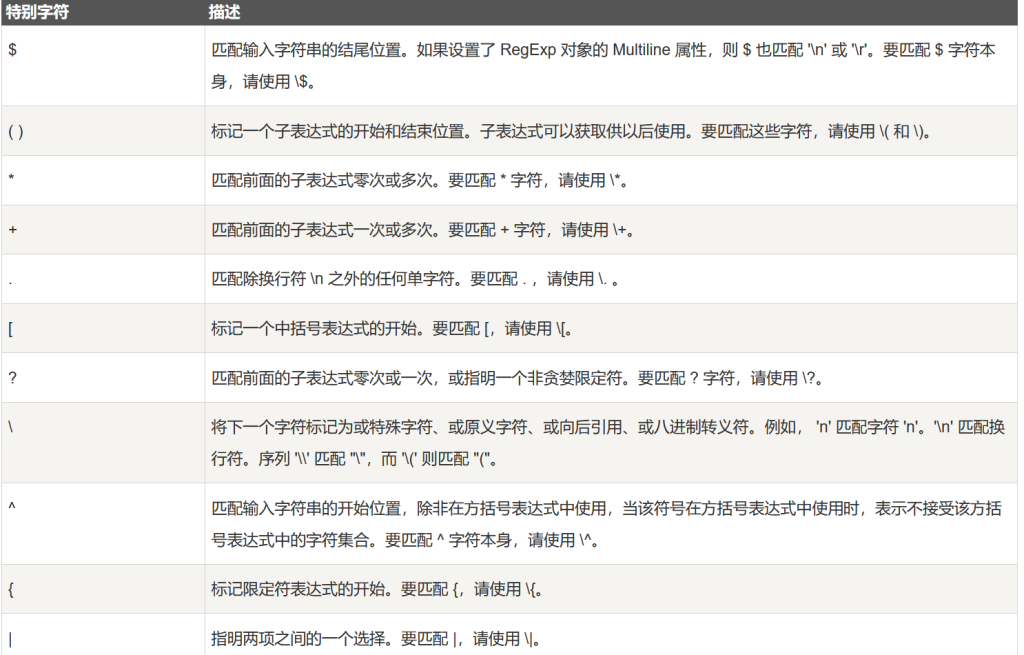 特别字符 描述
$ 匹配输入字符串的结尾位置。如果设置了 RegExp 对象的 Multiline 属性，则 $ 也匹配 '\n' 或 '\r'。要匹配 $ 字符本
身，请使用 \$。
( ) 标记一个子表达式的开始和结束位置。子表达式可以获取供以后使用。要匹配这些字符，请使用 \( 和 \)。
* 匹配前面的子表达式零次或多次。要匹配 * 字符，请使用 \*。
+ 匹配前面的子表达式一次或多次。要匹配 + 字符，请使用 \+。
. 匹配除换行符 \n 之外的任何单字符。要匹配 . ，请使用 \. 。
[ 标记一个中括号表达式的开始。要匹配 [，请使用 \[。
? 匹配前面的子表达式零次或一次，或指明一个非贪婪限定符。要匹配 ? 字符，请使用 \?。
\ 将下一个字符标记为或特殊字符、或原义字符、或向后引用、或八进制转义符。例如， 'n' 匹配字符 'n'。'\n' 匹配换
行符。序列 '\\' 匹配 "\"，而 '\(' 则匹配 "("。
^ 匹配输入字符串的开始位置，除非在方括号表达式中使用，当该符号在方括号表达式中使用时，表示不接受该方括
号表达式中的字符集合。要匹配 ^ 字符本身，请使用 \^。
{ 标记限定符表达式的开始。要匹配 {，请使用 \{。
| 指明两项之间的一个选择。要匹配 |，请使用 \|。